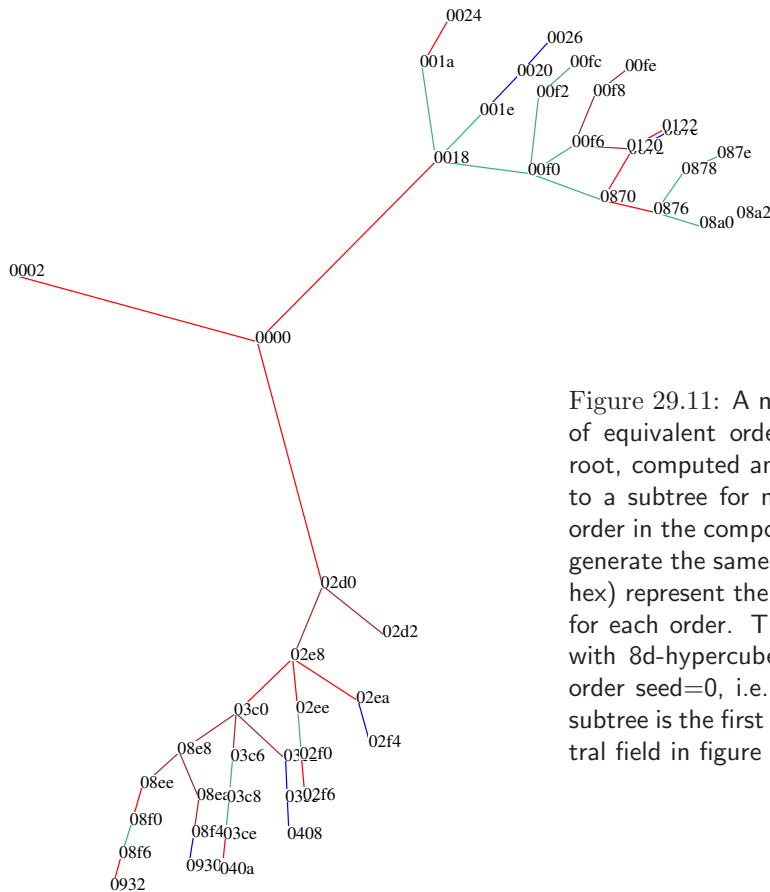 0024
0026
001a
0020
00fc
00fe
00f2
00f8
001e
0122
0120
00f6
087e
0018
00f0
0878
0870
0876
08a0
08a2
0002
0000
Figure 29.11: A m
of equivalent orde
root, computed an
to a subtree for m
order in the compo
generate the same
hex) represent the
for each order. T
with 8d-hypercube
order seed=0, i.e.
subtree is the first
tral field in figure
02d0
02d2
02e8
02ea
02ee
03c0
02f4
08e8
03c6
02f0
08ee
08ea
03c8
02f6
08f0
08f4
03ce
0408
08f6
0930
040a
0932